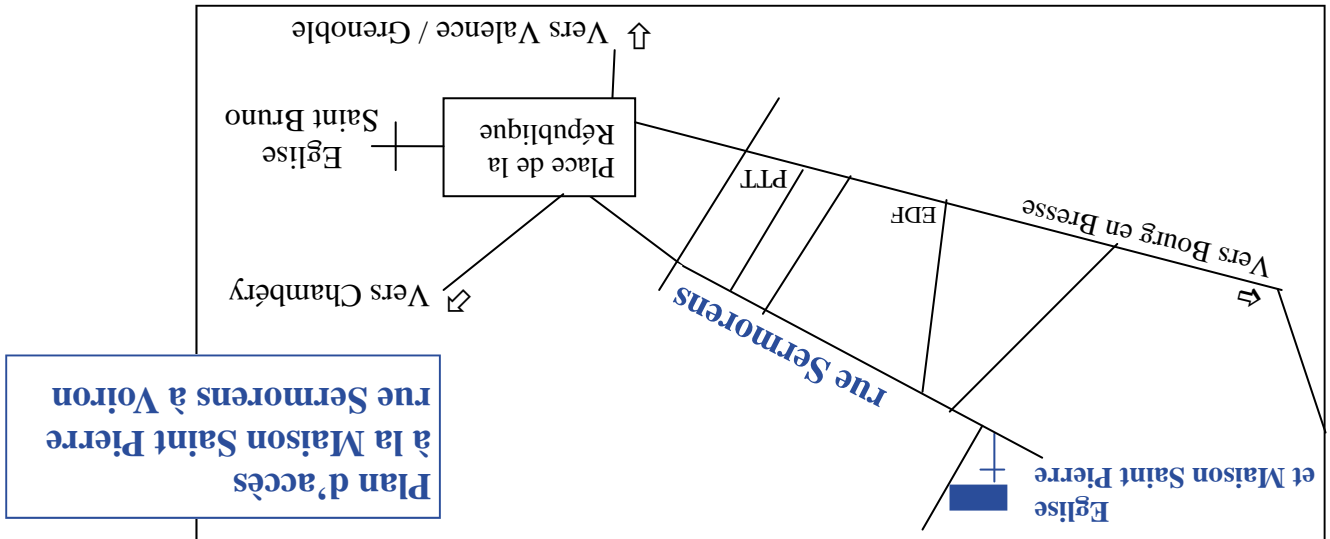 Plan d'accès
à la Maison Saint Pierre
rue Sermorens à Voiron
Eglise
et Maison Saint Pierre
rue Sermorens
Vers Chambéry
Vers Bourg en Bresse
EDF
PTT
Place de la
République
Eglise
Saint Bruno
Vers Valence / Grenoble